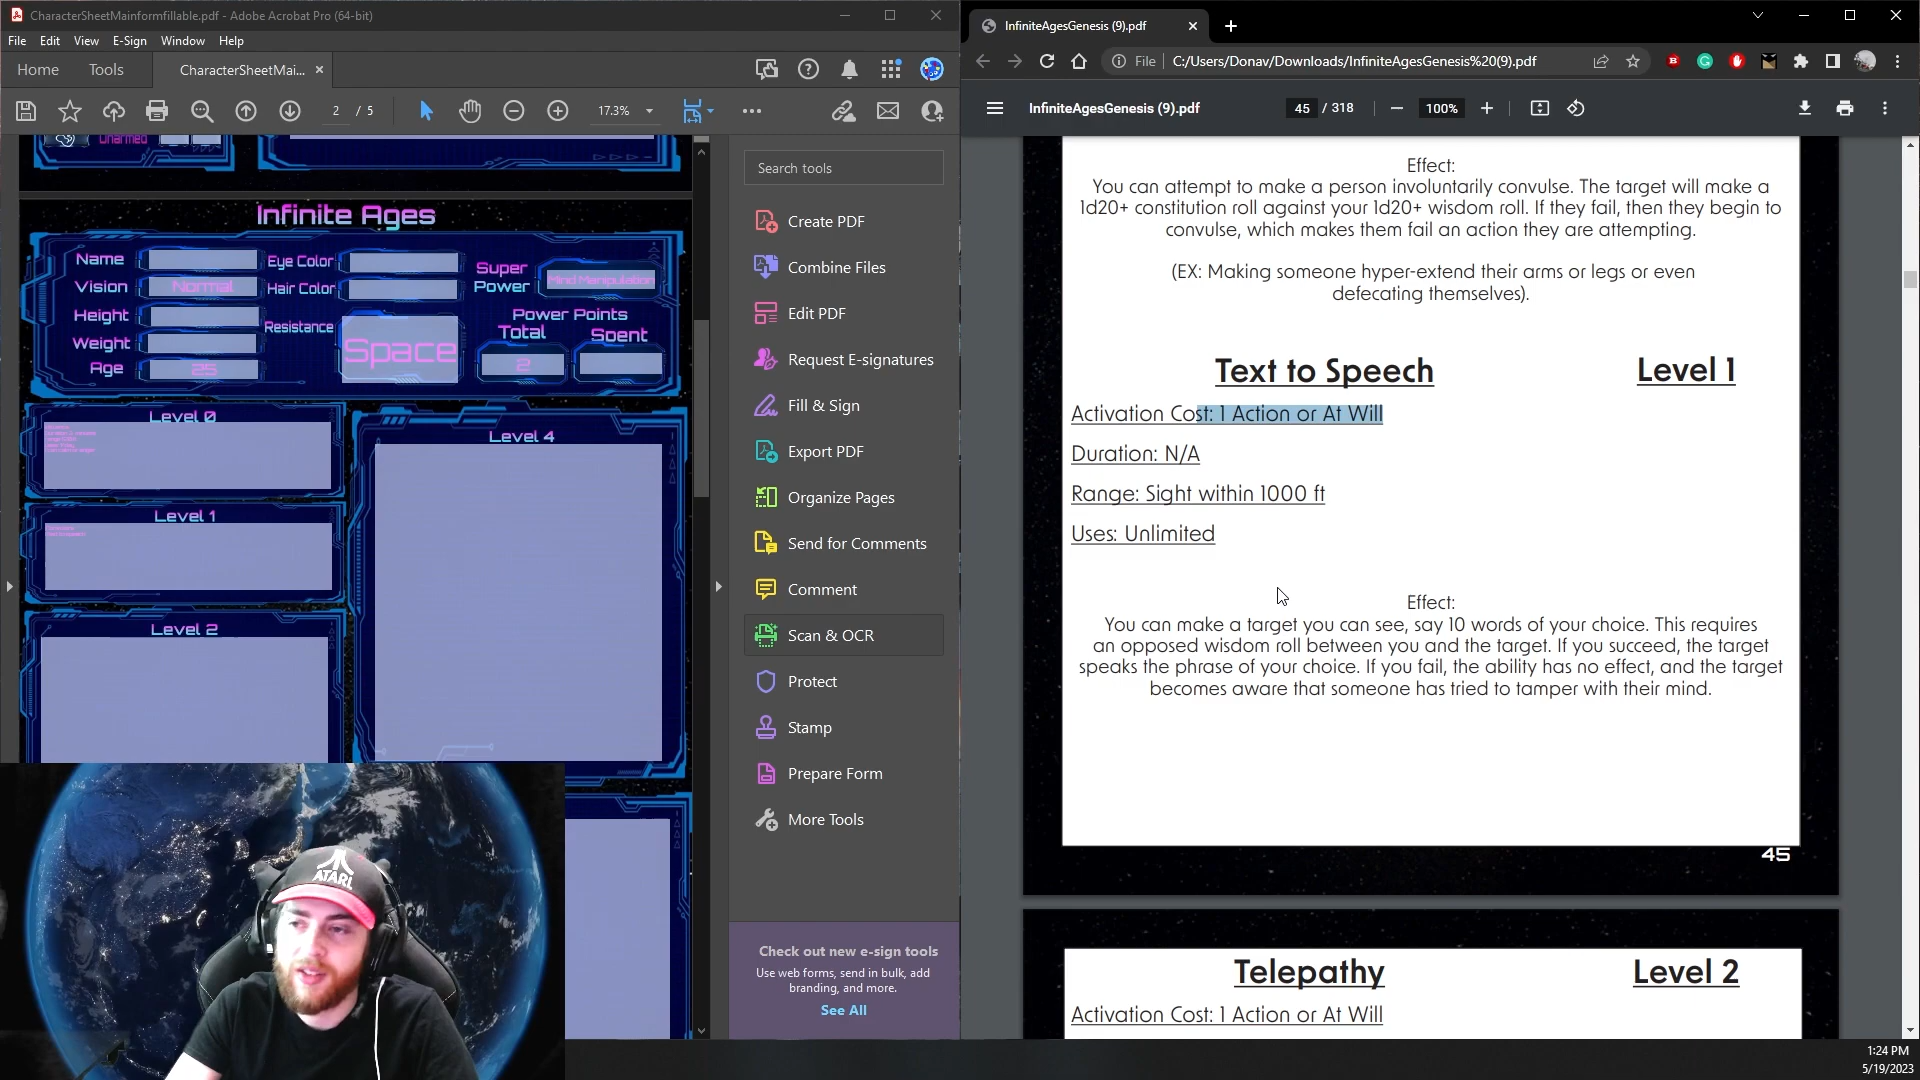 CharacterSheetMainformfillable.pdf - Adobe Acrobat Pro (64-bit)
File Edit View E-Sign Window Help
Home Tools CharacterSheetMai...
2 / 5 17.3%
Unarmed
Infinite Ages
Name
Vision Normal
Height
Weight
Age 25
Eye Color
Hair Color
Resistance Space
Super
Power Mind Manipulation
Power Points
Total Spent
2
Level 0
Level 1
Level 2
Level 4
Search tools
Create PDF
Combine Files
Edit PDF
Request E-signatures
Fill & Sign
Export PDF
Organize Pages
Send for Comments
Comment
Scan & OCR
Protect
Stamp
Prepare Form
More Tools
Check out new e-sign tools
Use web forms, send in bulk, add
branding, and more.
See All
ATARI
InfiniteAgesGenesis (9).pdf
File C:/Users/Donav/Downloads/InfiniteAgesGenesis%20(9).pdf
InfiniteAgesGenesis (9).pdf 45 / 318 100%
Effect:
You can attempt to make a person involuntarily convulse. The target will make a
1d20+ constitution roll against your 1d20+ wisdom roll. If they fail, then they begin to
convulse, which makes them fail an action they are attempting.
(EX: Making someone hyper-extend their arms or legs or even
defecating themselves).
Text to Speech Level 1
Activation Cost: 1 Action or At Will
Duration: N/A
Range: Sight within 1000 ft
Uses: Unlimited
Effect:
You can make a target you can see, say 10 words of your choice. This requires
an opposed wisdom roll between you and the target. If you succeed, the target
speaks the phrase of your choice. If you fail, the ability has no effect, and the target
becomes aware that someone has tried to tamper with their mind.
45
Telepathy Level 2
Activation Cost: 1 Action or At Will
1:24 PM
5/19/2023